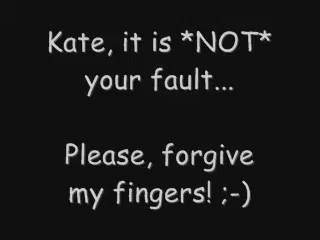 Kate, it is *NOT*
your fault...
Please, forgive
my fingers! ;-)